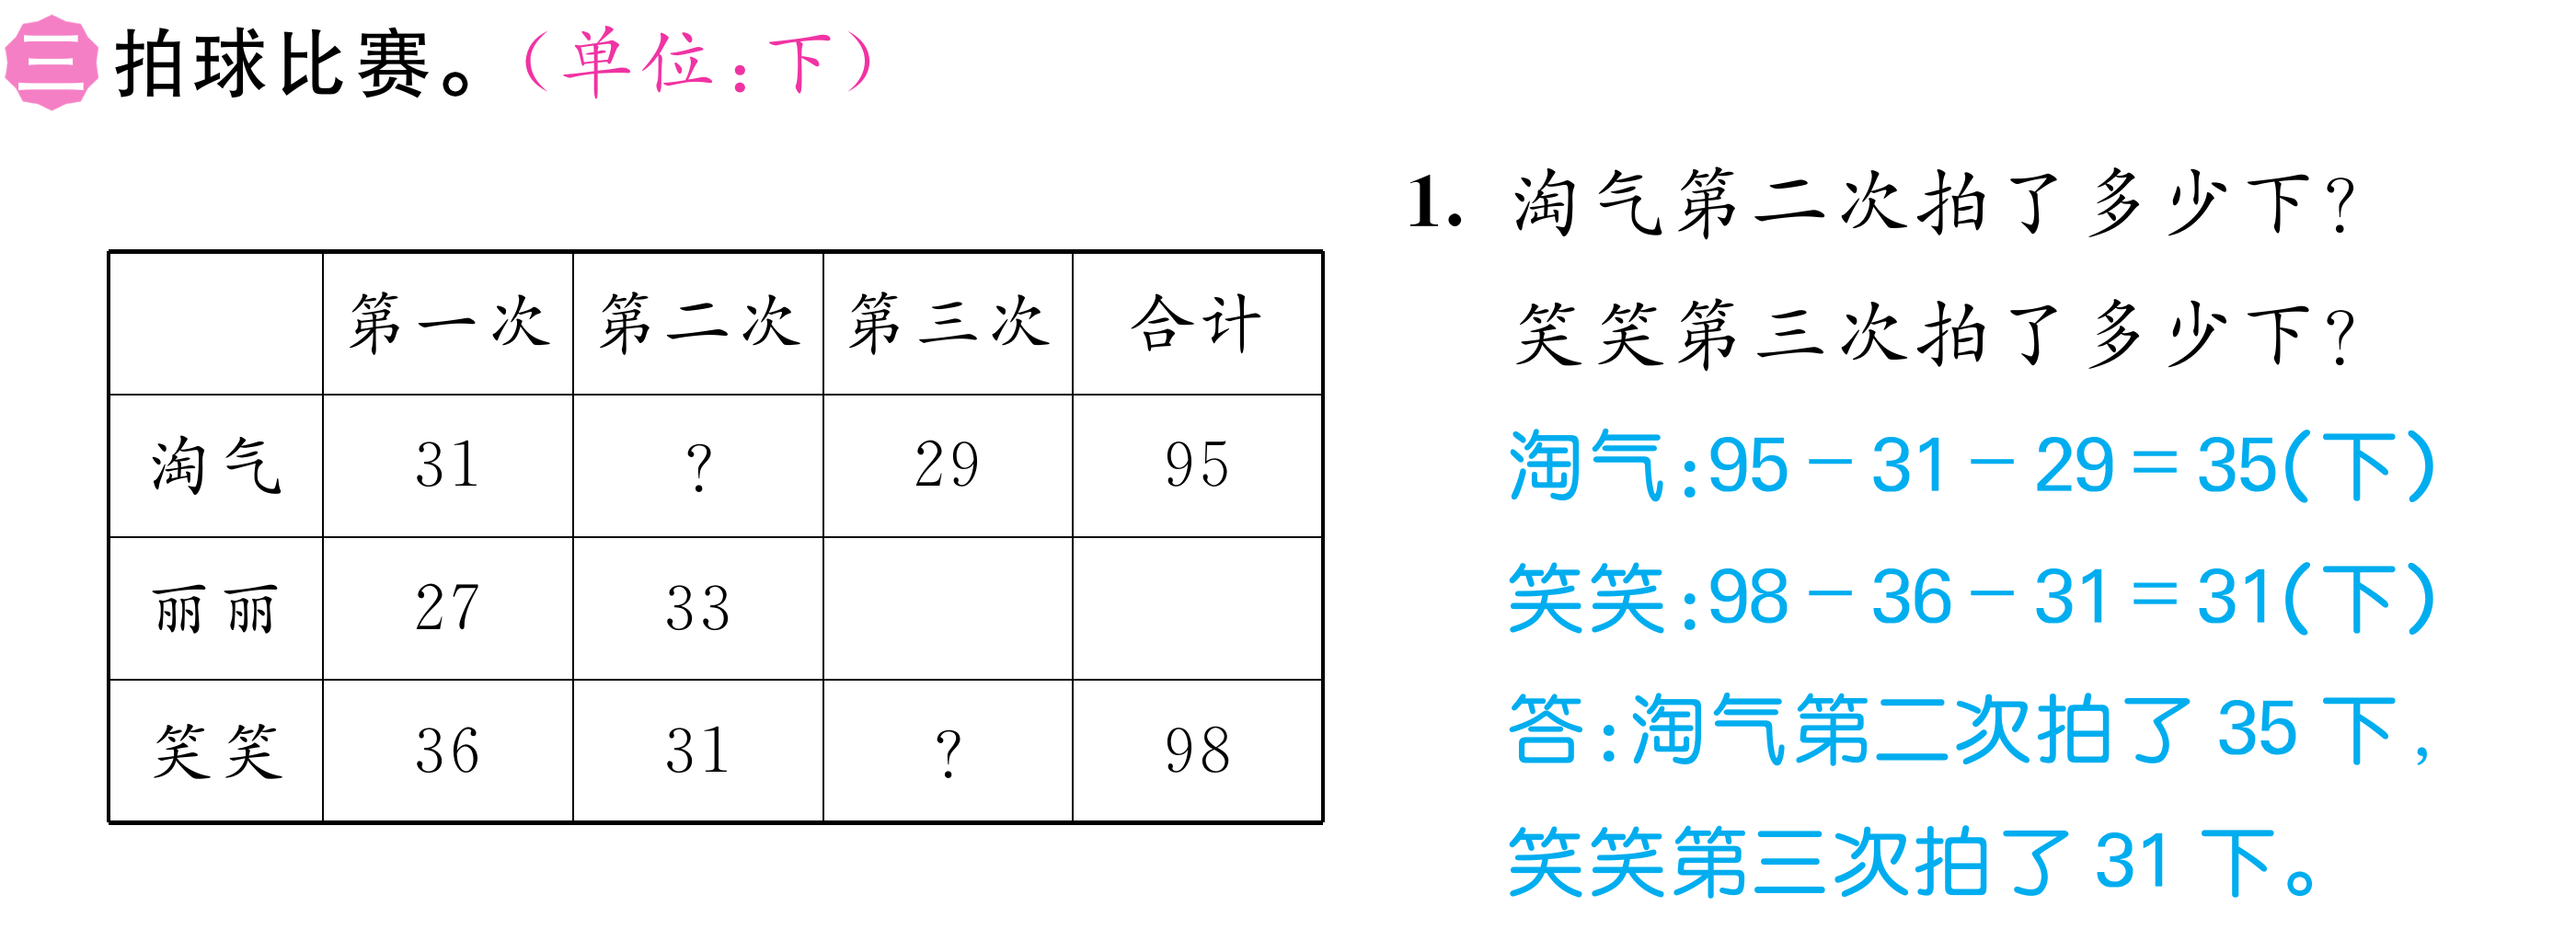 三 拍球比赛。(单位:下)
第一次 第二次 第三次 合计
淘气 31 ? 29 95
丽丽 27 33
笑笑 36 31 ? 98
1. 淘气第二次拍了多少下?
笑笑第三次拍了多少下?
淘气:95-31-29=35(下)
笑笑:98-36-31=31(下)
答:淘气第二次拍了 35 下,
笑笑第三次拍了 31 下。